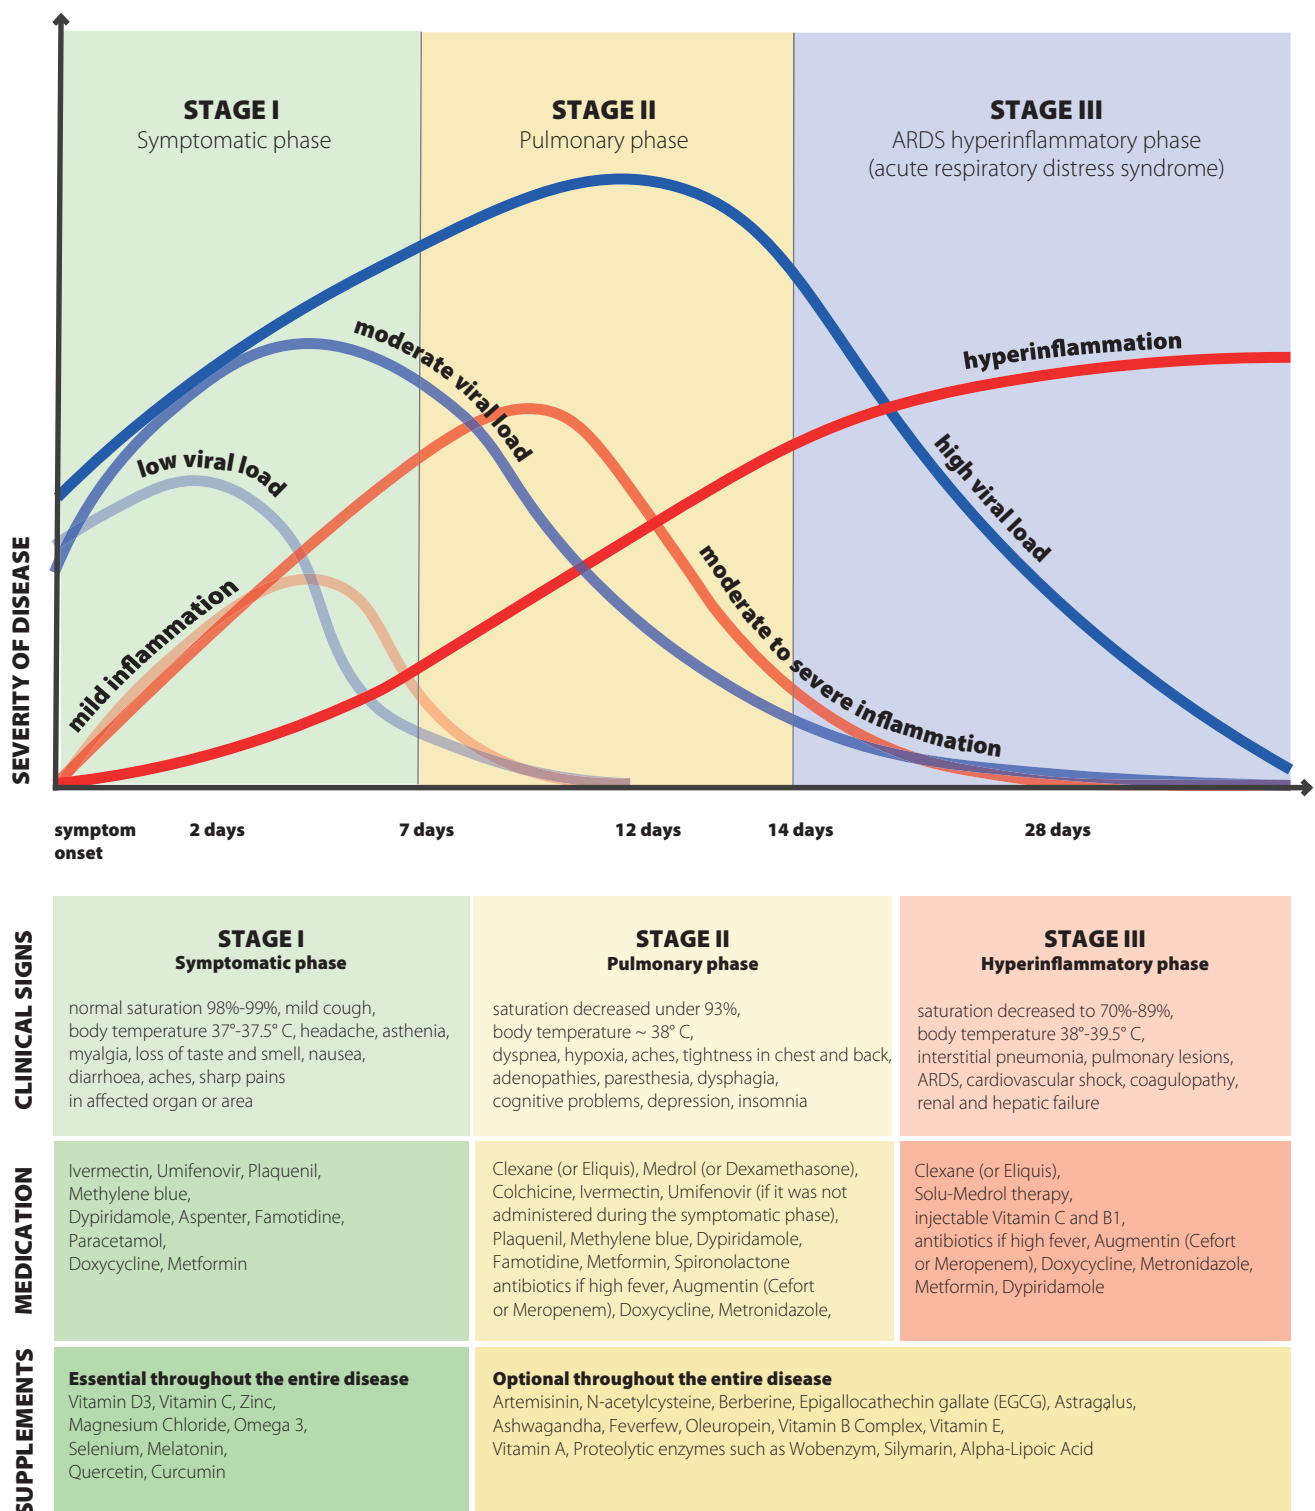 STAGE I
Symptomatic phase
STAGE II
Pulmonary phase
STAGE III
ARDS hyperinflammatory phase
(acute respiratory distress syndrome)
moderate viral load
hyperinflammation
low viral load
high viral load
mild inflammation
moderate to severe inflammation
SEVERITY OF DISEASE
symptom
onset
2 days
7 days
12 days
14 days
28 days
CLINICAL SIGNS
STAGE I
Symptomatic phase
normal saturation 98%-99%, mild cough,
body temperature 37°-37.5° C, headache, asthenia,
myalgia, loss of taste and smell, nausea,
diarrhoea, aches, sharp pains
in affected organ or area
STAGE II
Pulmonary phase
saturation decreased under 93%,
body temperature ~ 38° C,
dyspnea, hypoxia, aches, tightness in chest and back,
adenopathies, paresthesia, dysphagia,
cognitive problems, depression, insomnia
STAGE III
Hyperinflammatory phase
saturation decreased to 70%-89%,
body temperature 38°-39.5° C,
interstitial pneumonia, pulmonary lesions,
ARDS, cardiovascular shock, coagulopathy,
renal and hepatic failure
MEDICATION
Ivermectin, Umifenovir, Plaquenil,
Methylene blue,
Dypiridamole, Aspenter, Famotidine,
Paracetamol,
Doxycycline, Metformin
Clexane (or Eliquis), Medrol (or Dexamethasone),
Colchicine, Ivermectin, Umifenovir (if it was not
administered during the symptomatic phase),
Plaquenil, Methylene blue, Dypiridamole,
Famotidine, Metformin, Spironolactone
antibiotics if high fever, Augmentin (Cefort
or Meropenem), Doxycycline, Metronidazole,
Clexane (or Eliquis),
Solu-Medrol therapy,
injectable Vitamin C and B1,
antibiotics if high fever, Augmentin (Cefort
or Meropenem), Doxycycline, Metronidazole,
Metformin, Dypiridamole
SUPPLEMENTS
Essential throughout the entire disease
Vitamin D3, Vitamin C, Zinc,
Magnesium Chloride, Omega 3,
Selenium, Melatonin,
Quercetin, Curcumin
Optional throughout the entire disease
Artemisinin, N-acetylcysteine, Berberine, Epigallocathechin gallate (EGCG), Astragalus,
Ashwagandha, Feverfew, Oleuropein, Vitamin B Complex, Vitamin E,
Vitamin A, Proteolytic enzymes such as Wobenzym, Silymarin, Alpha-Lipoic Acid